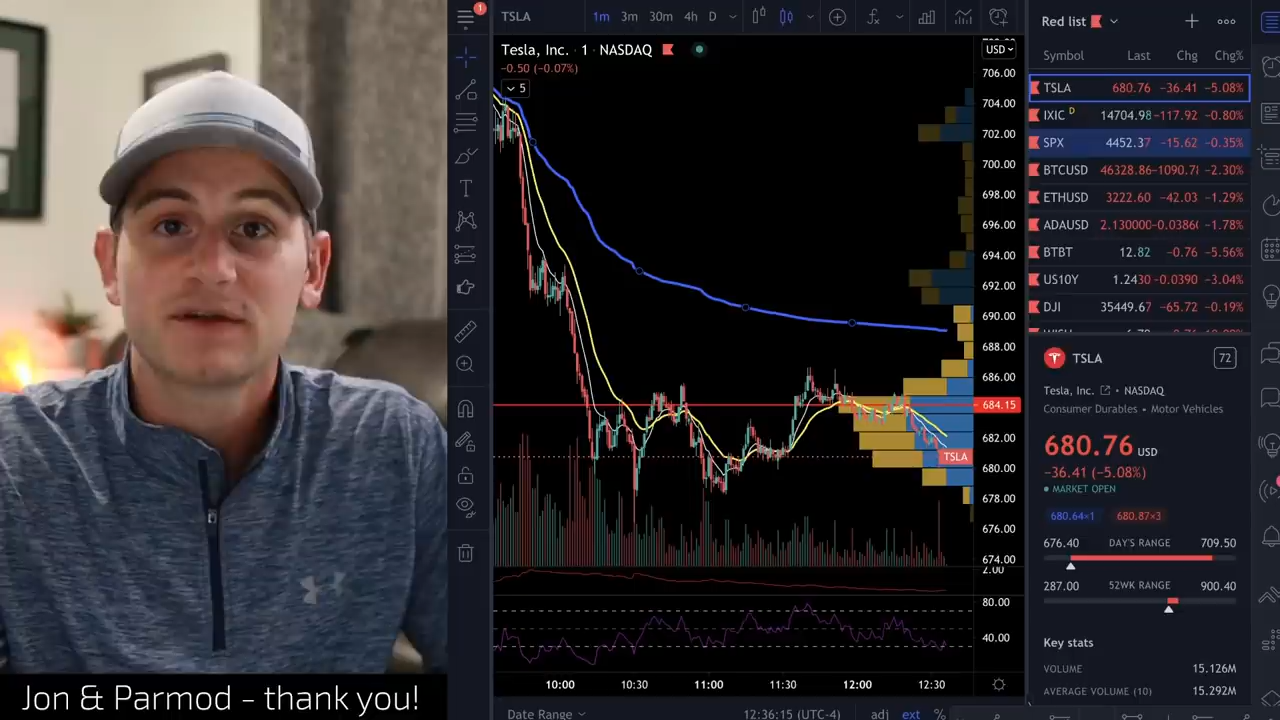 1
TSLA
1m 3m 30m 4h D
Tesla, Inc. · 1 · NASDAQ
−0.50 (−0.07%)
5
USD
706.00
704.00
702.00
700.00
698.00
696.00
694.00
692.00
690.00
688.00
686.00
684.15
682.00
TSLA
680.00
678.00
676.00
674.00
2.00
80.00
40.00
10:00 10:30 11:00 11:30 12:00 12:30
Date Range
12:36:15 (UTC-4) adj ext %
Red list
Symbol Last Chg Chg%
TSLA 680.76 −36.41 −5.08%
IXIC D 14704.98 −117.92 −0.80%
SPX 4452.37 −15.62 −0.35%
BTCUSD 46328.86 −1090.78 −2.30%
ETHUSD 3222.60 −42.03 −1.29%
ADAUSD 2.130000 −0.0386 −1.78%
BTBT 12.82 −0.76 −5.56%
US10Y 1.2430 −0.0390 −3.04%
DJI 35449.67 −65.72 −0.19%
TSLA
72
Tesla, Inc. · NASDAQ
Consumer Durables • Motor Vehicles
680.76 USD
−36.41 (−5.08%)
• MARKET OPEN
680.64×1 680.87×3
676.40 DAY'S RANGE 709.50
287.00 52WK RANGE 900.40
Key stats
VOLUME 15.126M
AVERAGE VOLUME (10) 15.292M
Jon & Parmod - thank you!